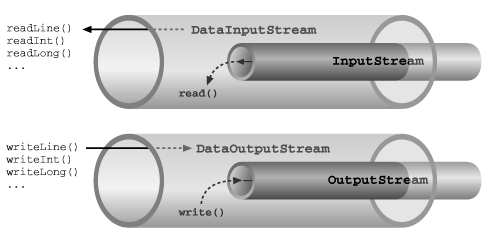 readLine()
readInt()
readLong()
...
DataInputStream
InputStream
read()
writeLine()
writeInt()
writeLong()
...
DataOutputStream
OutputStream
write()